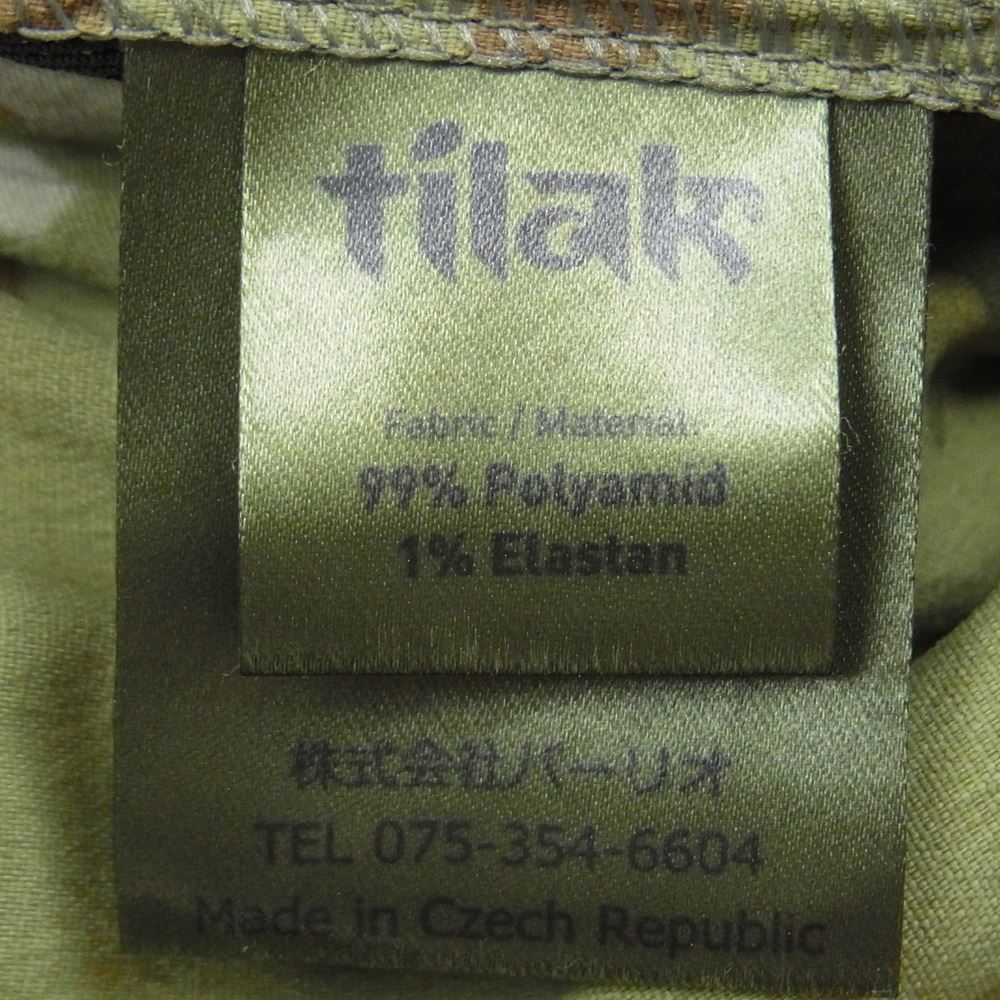 tilak
Fabric / Material:
99% Polyamid
1% Elastan
株式会社バーリオ
TEL 075-354-6604
Made in Czech Republic